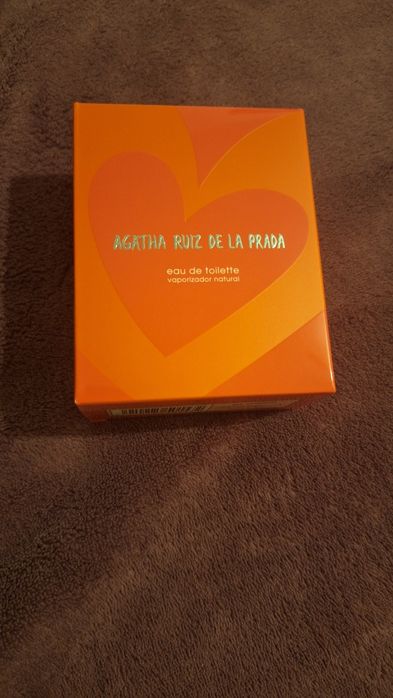 AGATHA RUIZ DE LA PRADA
eau de toilette
vaporizador natural